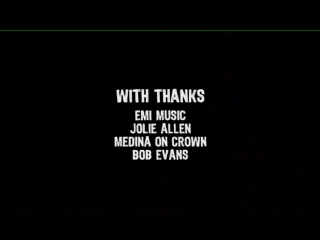 WITH THANKS
EMI MUSIC
JOLIE ALLEN
MEDINA ON CROWN
BOB EVANS